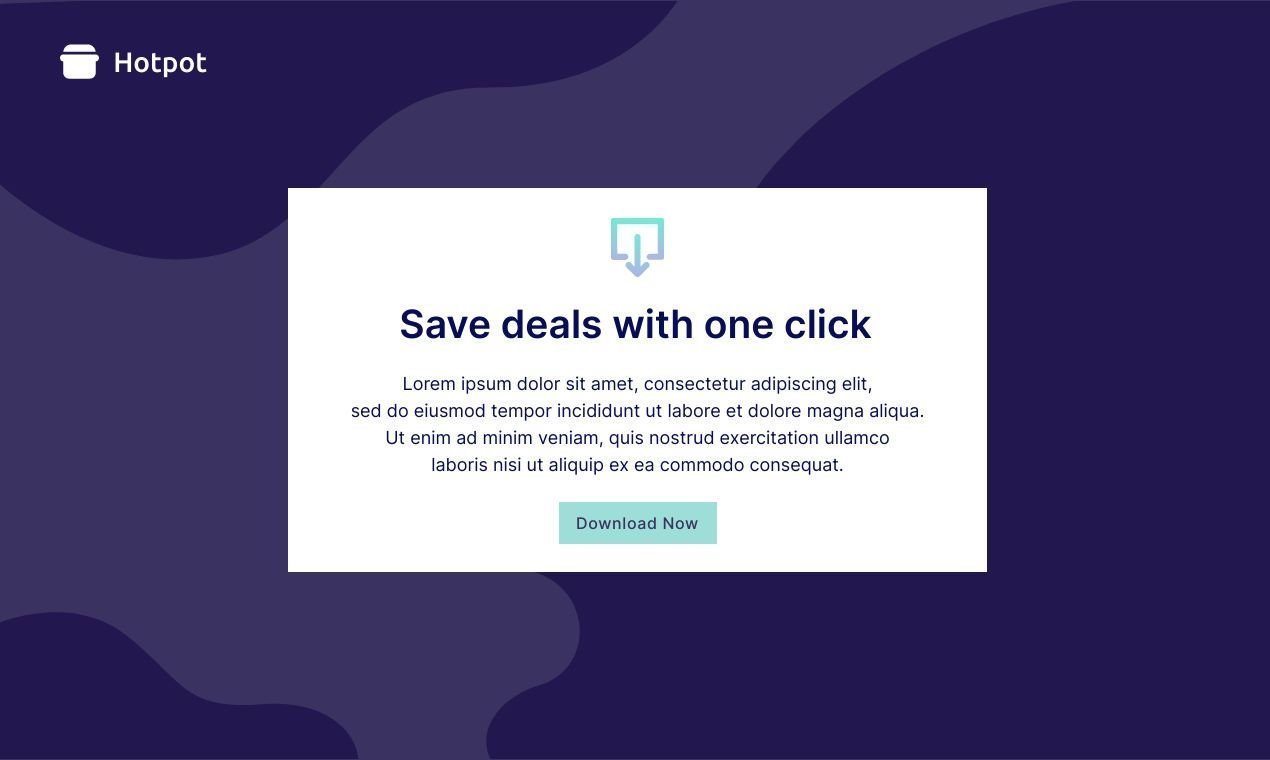 Hotpot
Save deals with one click
Lorem ipsum dolor sit amet, consectetur adipiscing elit,
sed do eiusmod tempor incididunt ut labore et dolore magna aliqua.
Ut enim ad minim veniam, quis nostrud exercitation ullamco
laboris nisi ut aliquip ex ea commodo consequat.
Download Now